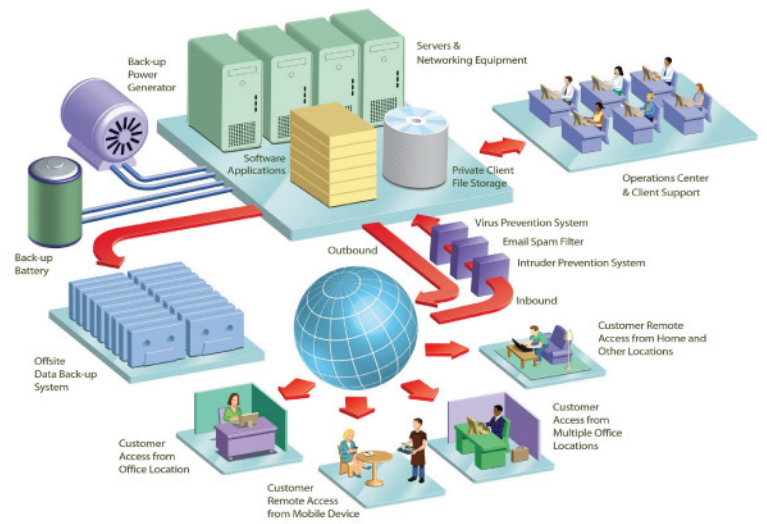 Back-up
Power
Generator
Servers &
Networking Equipment
Software
Applications
Private Client
File Storage
Operations Center
& Client Support
Back-up
Battery
Outbound
Virus Prevention System
Email Spam Filter
Intruder Prevention System
Inbound
Offsite
Data Back-up
System
Customer Remote
Access from Home and
Other Locations
Customer
Access from
Office Location
Customer
Remote Access
from Mobile Device
Customer
Access from
Multiple Office
Locations